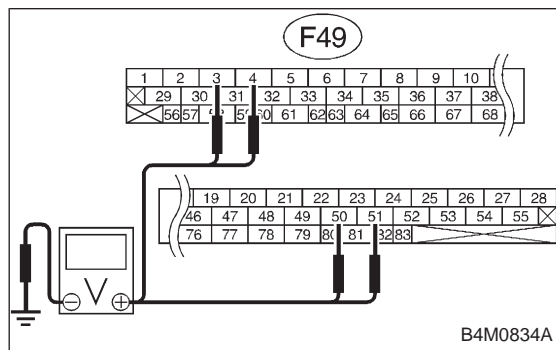 F49
1 2 3 4 5 6 7 8 9 10
29 30 31 32 33 34 35 36 37 38
56 57 59 60 61 62 63 64 65 66 67 68
19 20 21 22 23 24 25 26 27 28
46 47 48 49 50 51 52 53 54 55
76 77 78 79 80 81 82 83
V
− +
B4M0834A